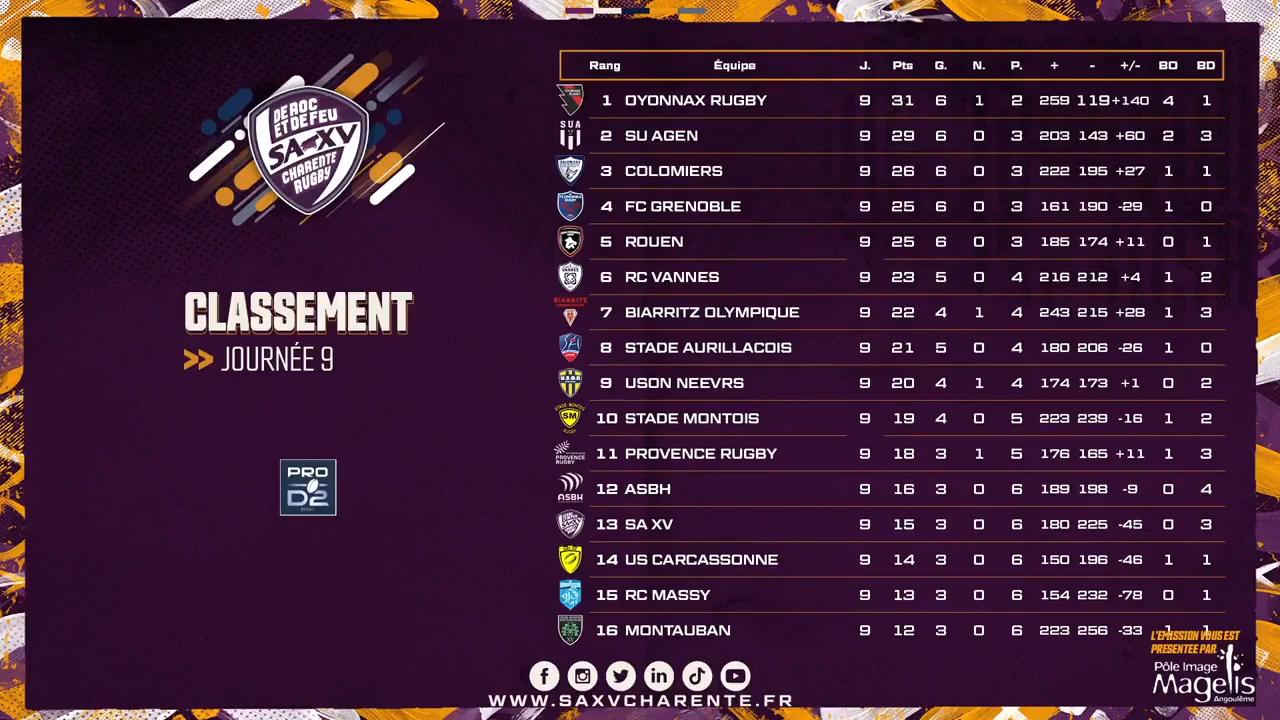 DE ROC
ET DE FEU
SA XV
CHARENTE
RUGBY
CLASSEMENT
>> JOURNÉE 9
PRO
D2
Rang Équipe J. Pts G. N. P. + - +/- BO BD
1 OYONNAX RUGBY 9 31 6 1 2 259 119 +140 4 1
2 SU AGEN 9 29 6 0 3 203 143 +60 2 3
3 COLOMIERS 9 26 6 0 3 222 195 +27 1 1
4 FC GRENOBLE 9 25 6 0 3 161 190 -29 1 0
5 ROUEN 9 25 6 0 3 185 174 +11 0 1
6 RC VANNES 9 23 5 0 4 216 212 +4 1 2
7 BIARRITZ OLYMPIQUE 9 22 4 1 4 243 215 +28 1 3
8 STADE AURILLACOIS 9 21 5 0 4 180 206 -26 1 0
9 USON NEEVRS 9 20 4 1 4 174 173 +1 0 2
10 STADE MONTOIS 9 19 4 0 5 223 239 -16 1 2
11 PROVENCE RUGBY 9 18 3 1 5 176 165 +11 1 3
12 ASBH 9 16 3 0 6 189 198 -9 0 4
13 SA XV 9 15 3 0 6 180 225 -45 0 3
14 US CARCASSONNE 9 14 3 0 6 150 196 -46 1 1
15 RC MASSY 9 13 3 0 6 154 232 -78 0 1
16 MONTAUBAN 9 12 3 0 6 223 256 -33 1 1
L'ÉMISSION VOUS EST
PRESENTEE PAR
Pôle Image
Magelis
Angoulême
WWW.SAXVCHARENTE.FR